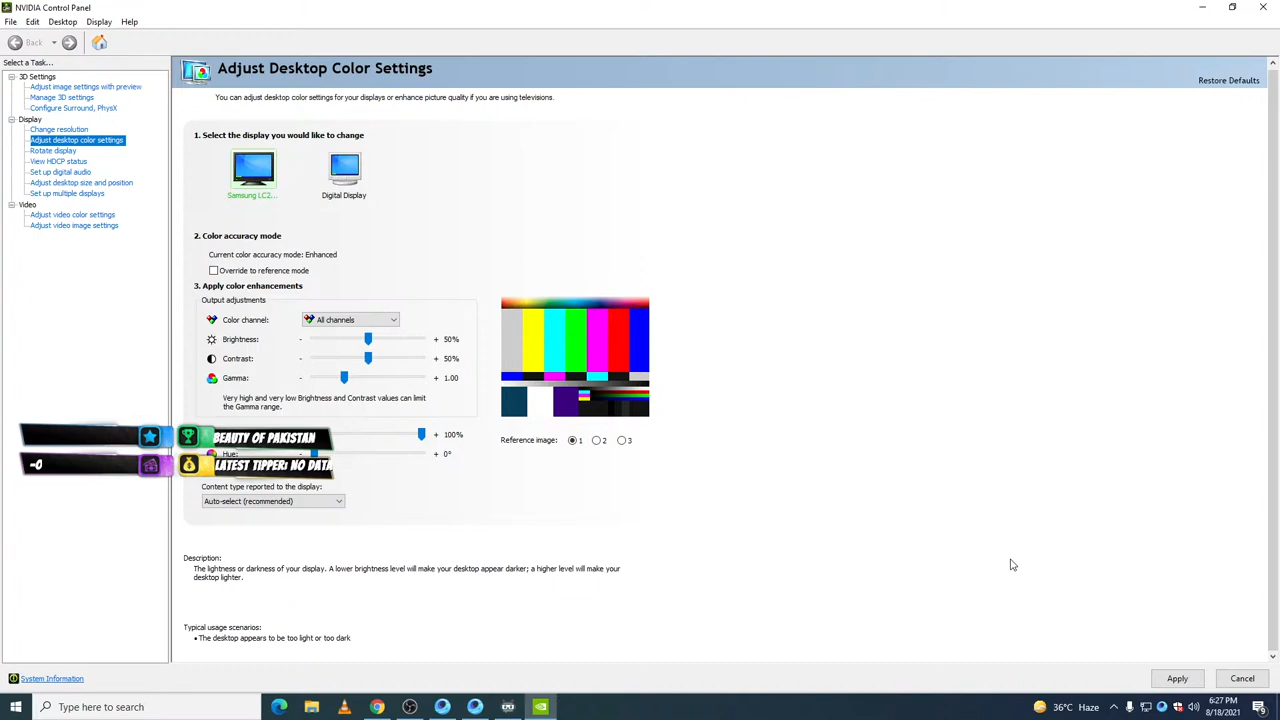 NVIDIA Control Panel
File Edit Desktop Display Help
Back
Select a Task...
3D Settings
Adjust image settings with preview
Manage 3D settings
Configure Surround, PhysX
Display
Change resolution
Adjust desktop color settings
Rotate display
View HDCP status
Set up digital audio
Adjust desktop size and position
Set up multiple displays
Video
Adjust video color settings
Adjust video image settings
Adjust Desktop Color Settings
Restore Defaults
You can adjust desktop color settings for your displays or enhance picture quality if you are using televisions.
1. Select the display you would like to change
Samsung LC2... Digital Display
2. Color accuracy mode
Current color accuracy mode: Enhanced
Override to reference mode
3. Apply color enhancements
Output adjustments
Color channel: All channels
Brightness: - + 50%
Contrast: - + 50%
Gamma: - + 1.00
Very high and very low Brightness and Contrast values can limit
the Gamma range.
+ 100%
Hue: + 0°
BEAUTY OF PAKISTAN
-0
LATEST TIPPER: NO DATA
Reference image: 1 2 3
Content type reported to the display:
Auto-select (recommended)
Description:
The lightness or darkness of your display. A lower brightness level will make your desktop appear darker; a higher level will make your
desktop lighter.
Typical usage scenarios:
• The desktop appears to be too light or too dark
System Information
Apply Cancel
Type here to search
36°C Haze
6:27 PM
8/18/2021
9